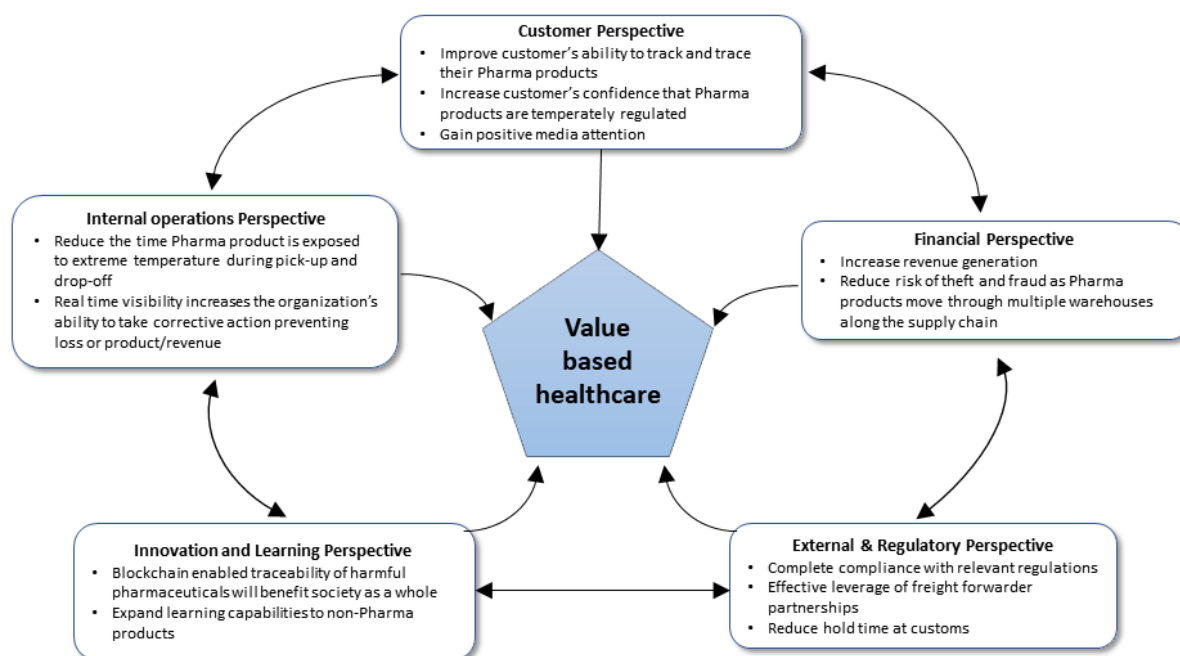 Customer Perspective
• Improve customer's ability to track and trace
their Pharma products
• Increase customer's confidence that Pharma
products are temperately regulated
• Gain positive media attention
Internal operations Perspective
• Reduce the time Pharma product is exposed
to extreme temperature during pick-up and
drop-off
• Real time visibility increases the organization's
ability to take corrective action preventing
loss or product/revenue
Financial Perspective
• Increase revenue generation
• Reduce risk of theft and fraud as Pharma
products move through multiple warehouses
along the supply chain
Value
based
healthcare
Innovation and Learning Perspective
• Blockchain enabled traceability of harmful
pharmaceuticals will benefit society as a whole
• Expand learning capabilities to non-Pharma
products
External & Regulatory Perspective
• Complete compliance with relevant regulations
• Effective leverage of freight forwarder
partnerships
• Reduce hold time at customs